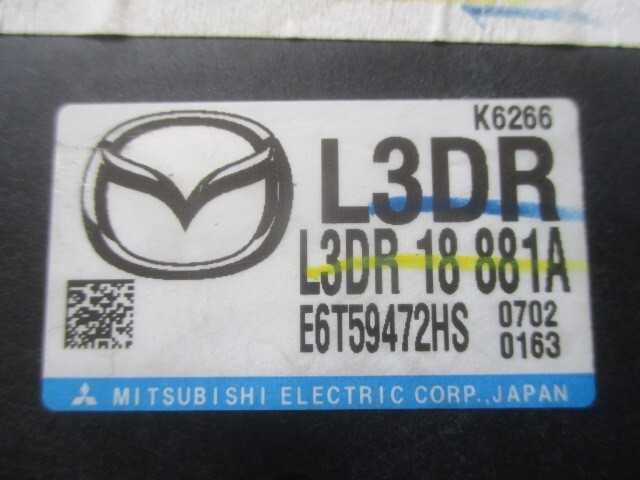 K6266
L3DR
L3DR 18 881A
E6T59472HS 0702
0163
MITSUBISHI ELECTRIC CORP., JAPAN